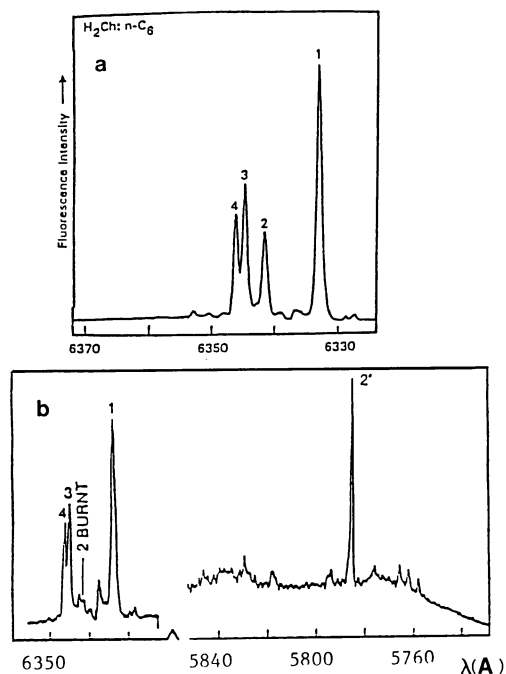 H₂Ch: n-C₆
a
1
3
4
2
Fluorescence Intensity →
6370
6350
6330
b
1
3
4
2 BURNT
2'
6350
5840
5800
5760
λ(A)